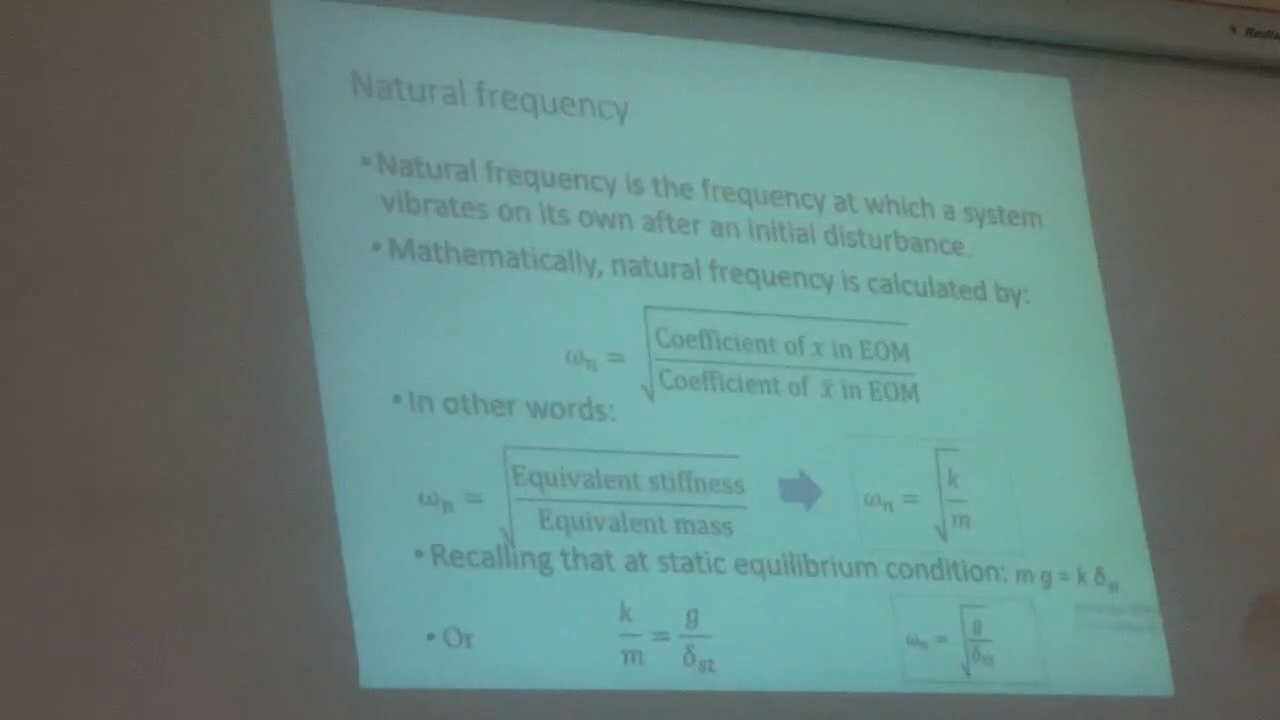 Natural frequency
• Natural frequency is the frequency at which a system
vibrates on its own after an initial disturbance.
• Mathematically, natural frequency is calculated by:
ωn = √(Coefficient of x in EOM / Coefficient of ẍ in EOM)
• In other words:
ωn = √(Equivalent stiffness / Equivalent mass) ωn = √(k / m)
• Recalling that at static equilibrium condition: m g = k δst
• Or k/m = g/δst ωn = √(g / δst)